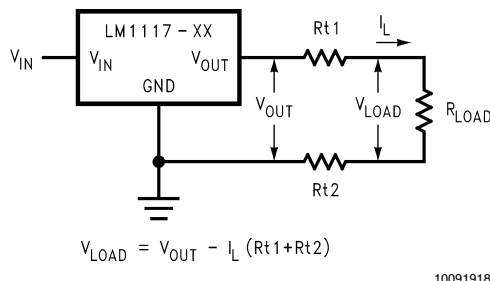 LM1117-XX
Rt1
I_L
V_IN
V_IN
V_OUT
GND
V_OUT
V_LOAD
R_LOAD
Rt2
V_LOAD = V_OUT - I_L (Rt1+Rt2)
10091918